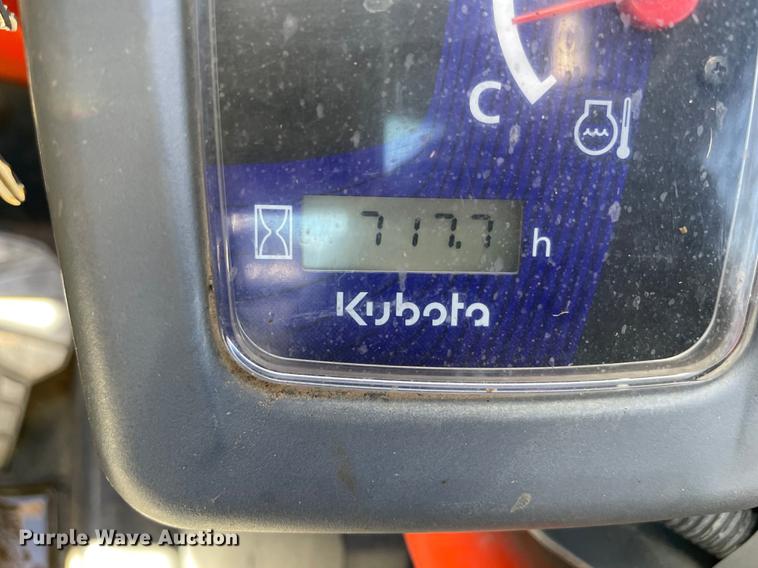 C
717.7 h
Kubota
Purple Wave Auction